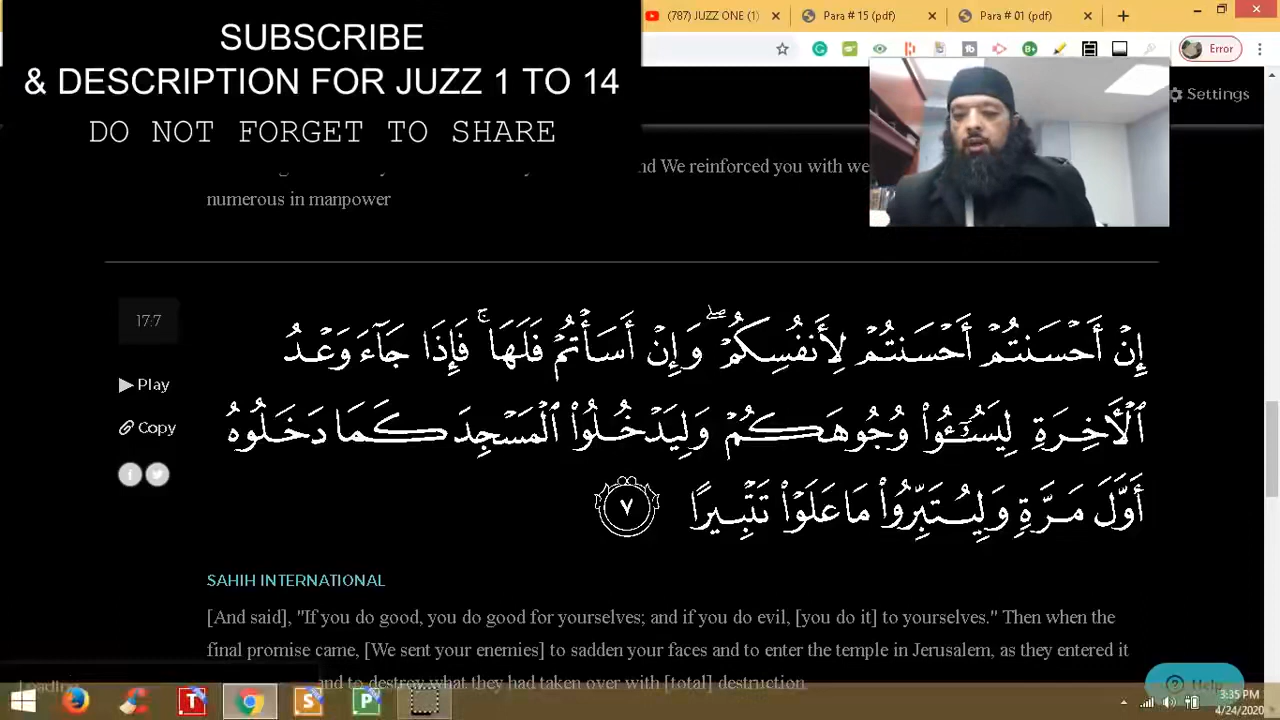 SUBSCRIBE
& DESCRIPTION FOR JUZZ 1 TO 14
DO NOT FORGET TO SHARE
(787) JUZZ ONE (1)
Para # 15 (pdf)
Para # 01 (pdf)
Error
Settings
nd We reinforced you with we
numerous in manpower
17:7
إِنْ أَحْسَنتُمْ أَحْسَنتُمْ لِأَنفُسِكُمْ ۖ وَإِنْ أَسَأْتُمْ فَلَهَا ۚ فَإِذَا جَآءَ وَعْدُ
Play
Copy
ٱلْـَٔاخِرَةِ لِيَسُـۥٓـُٔوا۟ وُجُوهَكُمْ وَلِيَدْخُلُوا۟ ٱلْمَسْجِدَ كَمَا دَخَلُوهُ
أَوَّلَ مَرَّةٍ وَلِيُتَبِّرُوا۟ مَا عَلَوْا۟ تَتْبِيرًا ٧
SAHIH INTERNATIONAL
[And said], "If you do good, you do good for yourselves; and if you do evil, [you do it] to yourselves." Then when the
final promise came, [We sent your enemies] to sadden your faces and to enter the temple in Jerusalem, as they entered it
and to destroy what they had taken over with [total] destruction.
Help
3:35 PM
4/24/2020